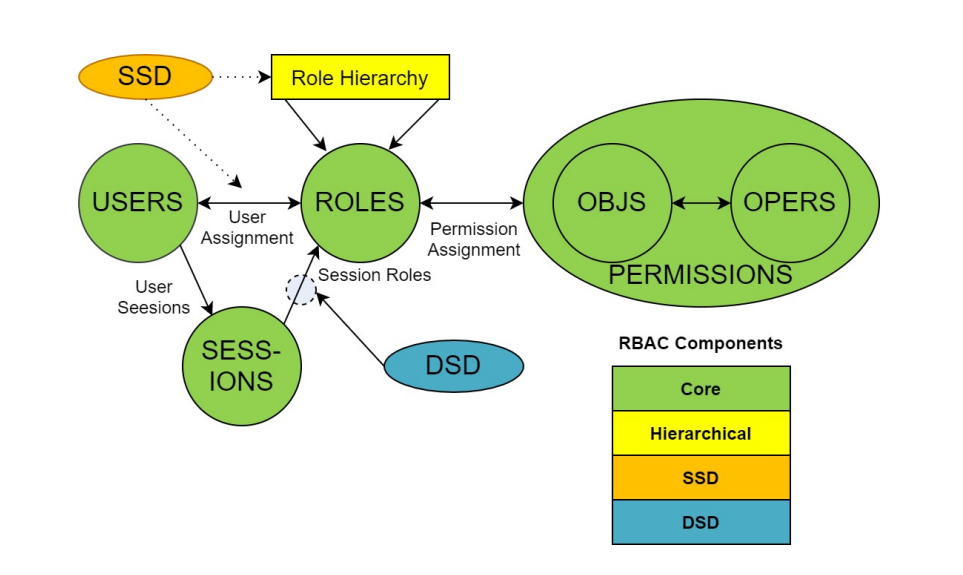 SSD
Role Hierarchy
USERS
User
Assignment
ROLES
Permission
Assignment
OBJS
OPERS
PERMISSIONS
User
Seesions
Session Roles
SESS-
IONS
DSD
RBAC Components
Core
Hierarchical
SSD
DSD